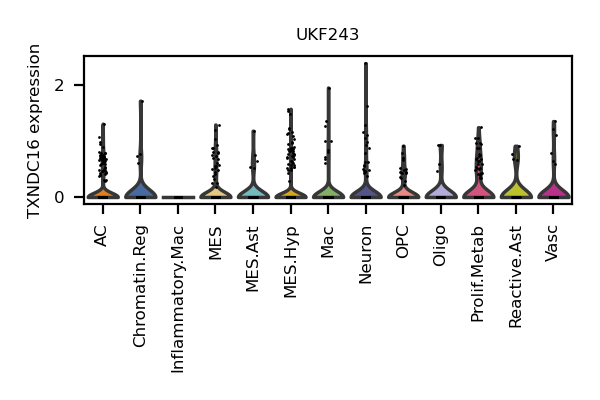 UKF243
TXNDC16 expression
2
0
AC
Chromatin.Reg
Inflammatory.Mac
MES
MES.Ast
MES.Hyp
Mac
Neuron
OPC
Oligo
Prolif.Metab
Reactive.Ast
Vasc